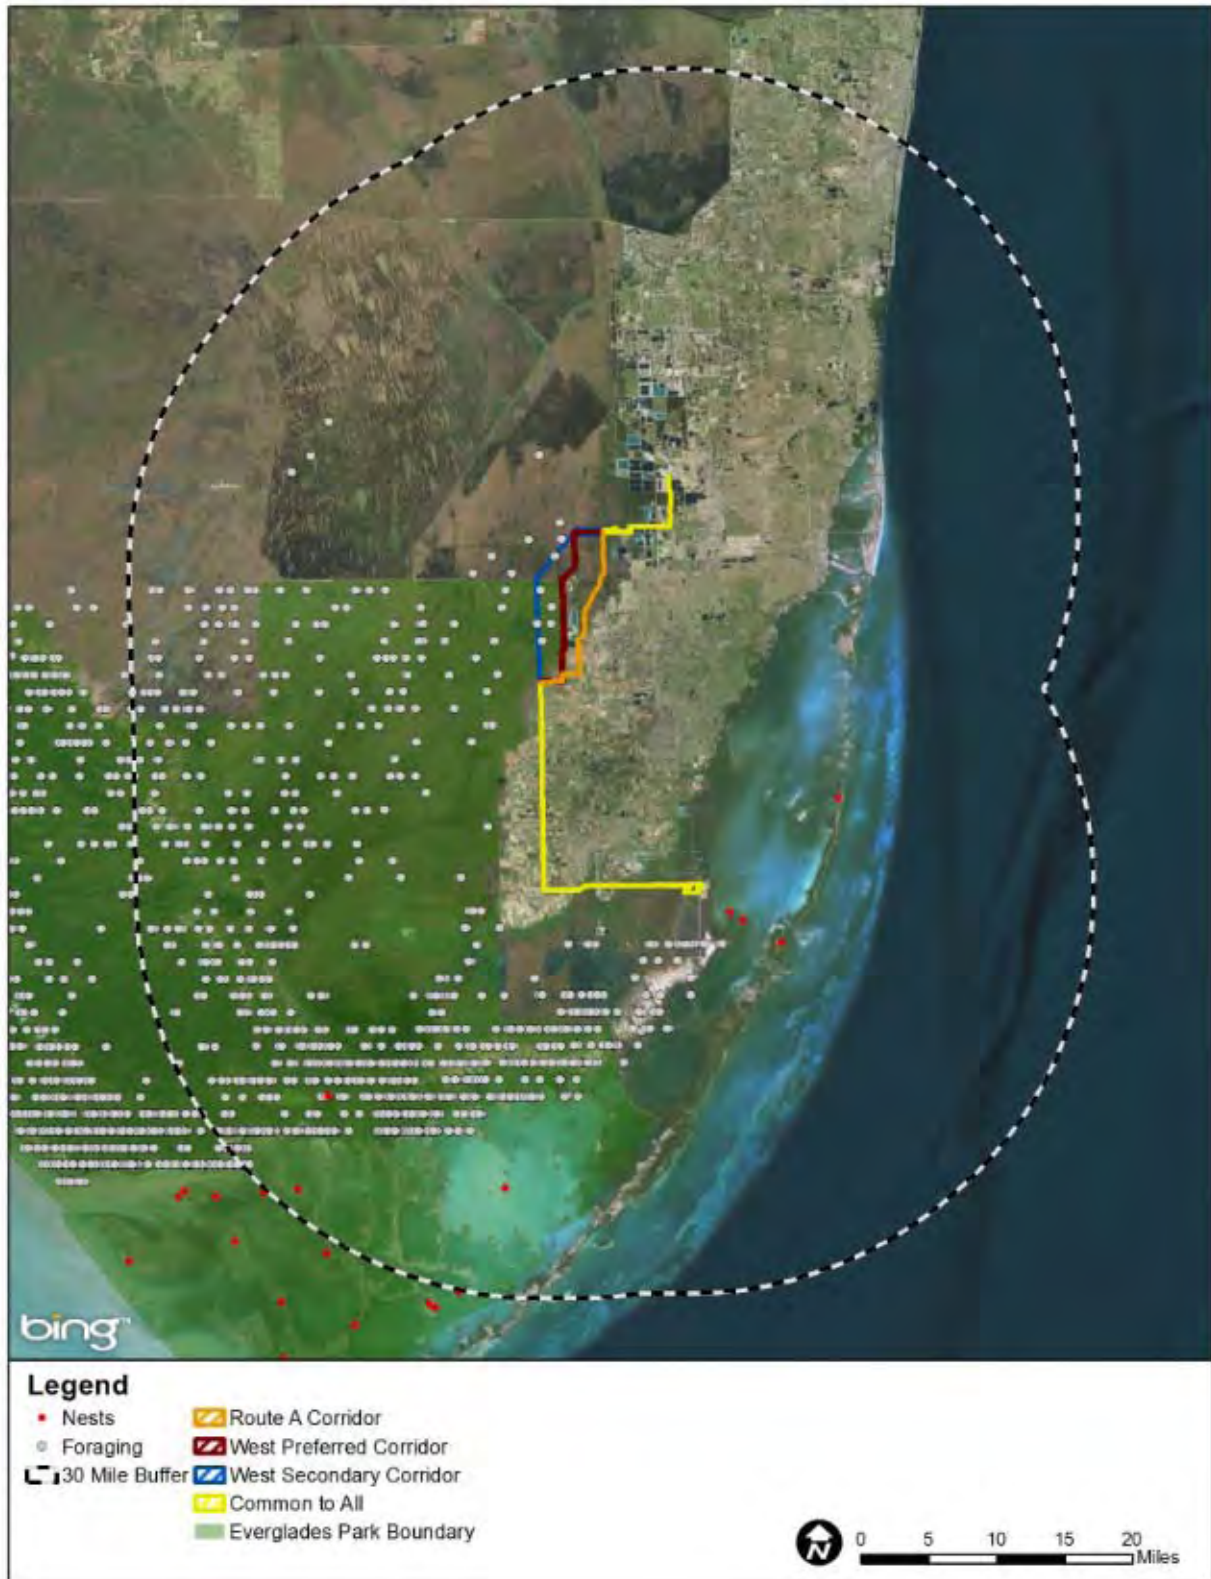 bing™
Legend
Nests
Foraging
30 Mile Buffer
Route A Corridor
West Preferred Corridor
West Secondary Corridor
Common to All
Everglades Park Boundary
N
0 5 10 15 20
Miles